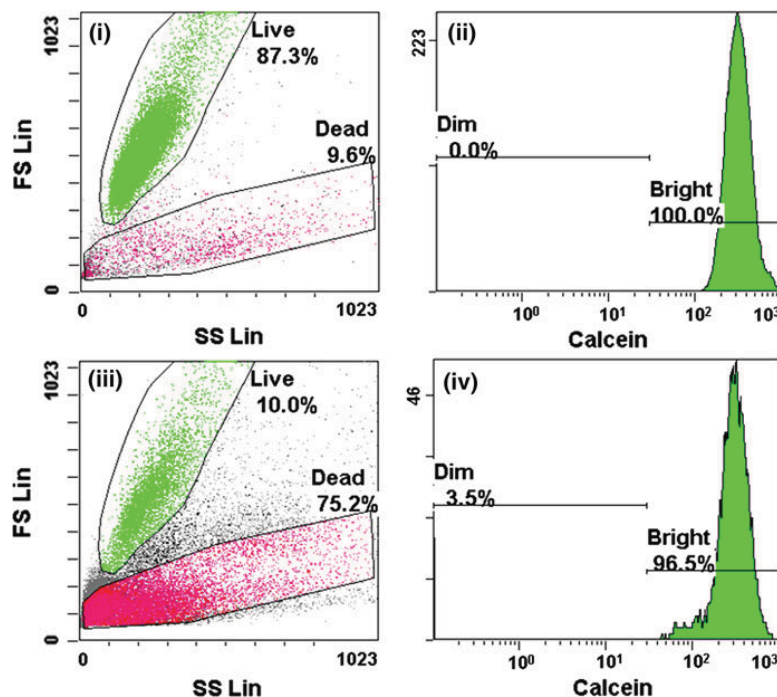 (i)
1023
Live
87.3%
Dead
9.6%
FS Lin
0
0
1023
SS Lin
(ii)
223
Dim
0.0%
Bright
100.0%
10⁰
10¹
10²
10³
Calcein
(iii)
1023
Live
10.0%
Dead
75.2%
FS Lin
0
0
1023
SS Lin
(iv)
46
Dim
3.5%
Bright
96.5%
10⁰
10¹
10²
10³
Calcein